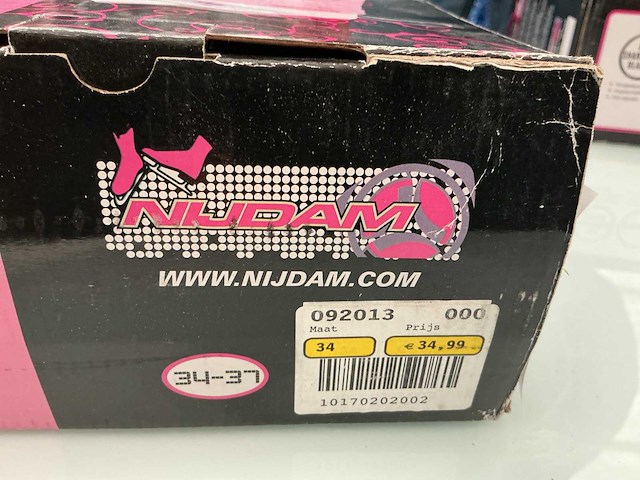 NIJDAM
WWW.NIJDAM.COM
092013 000
Maat Prijs
34 € 34,99
10170202002
34-37